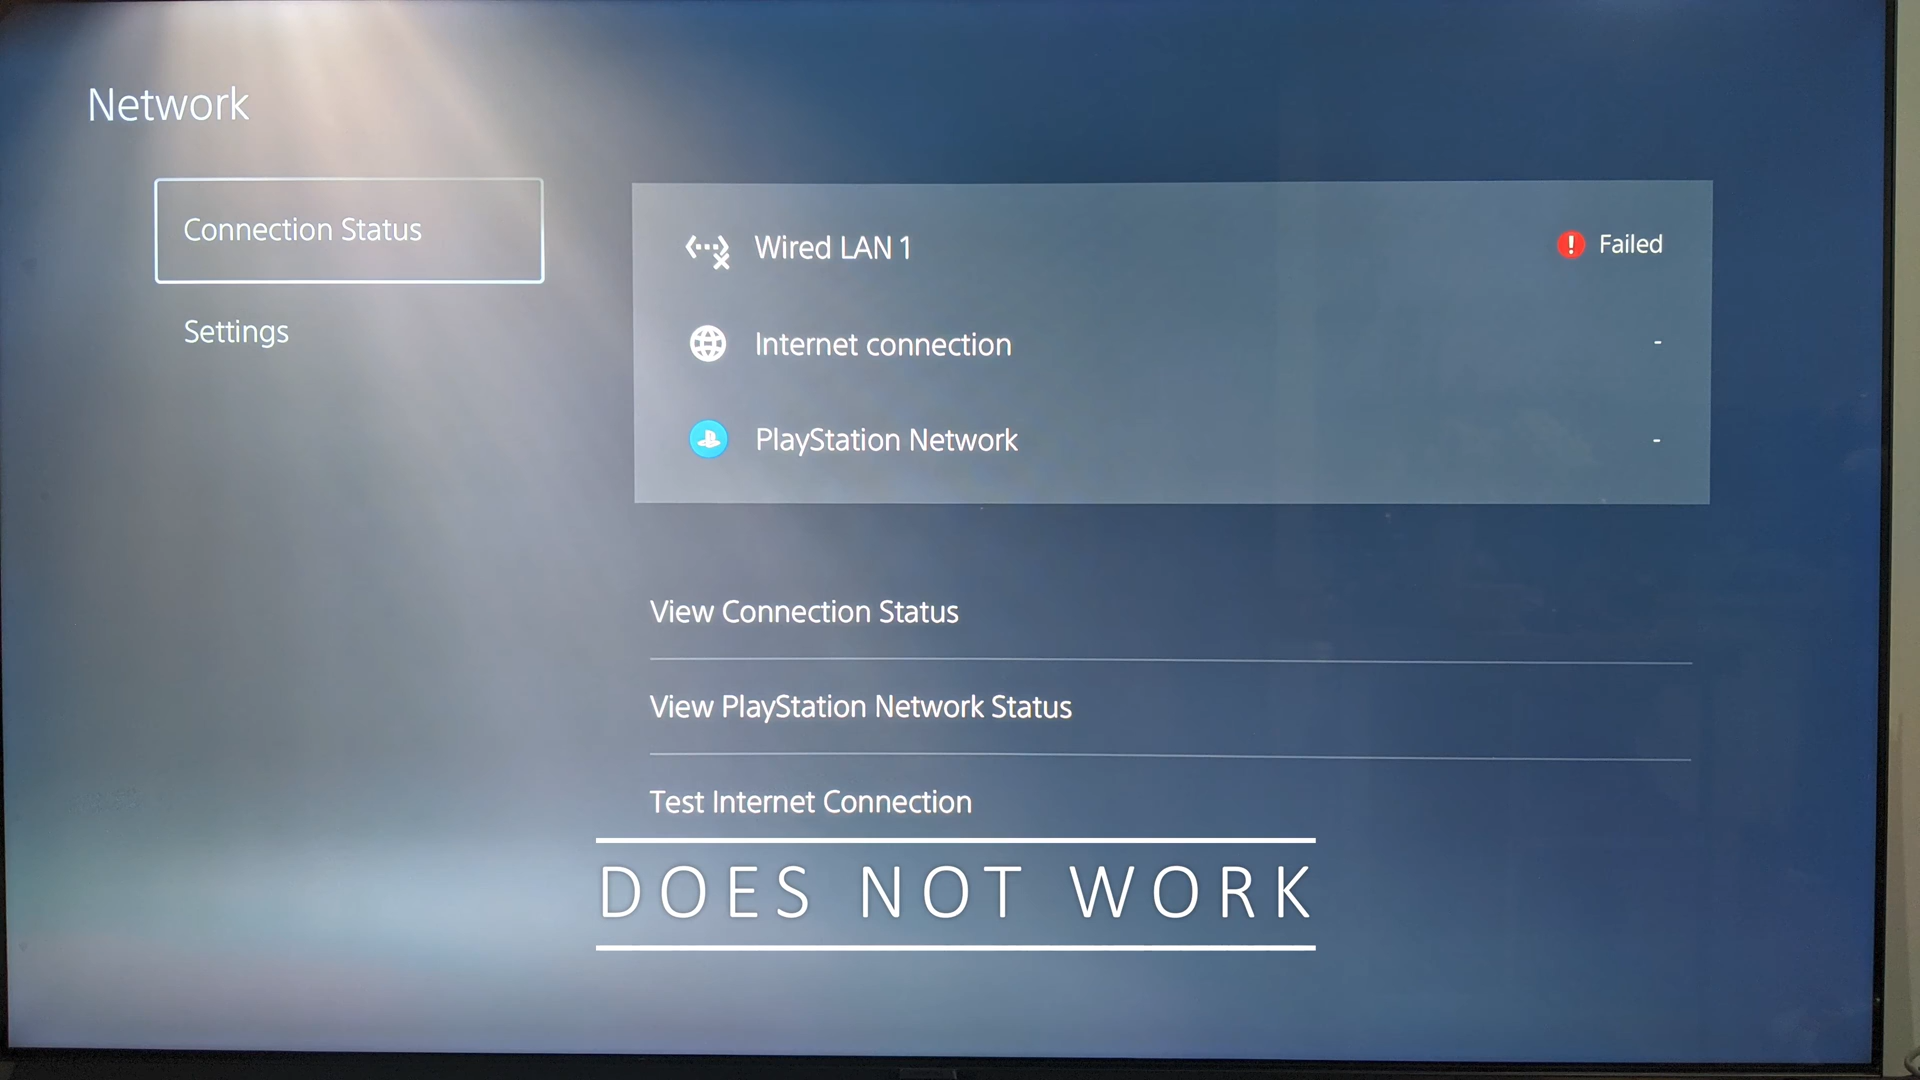 Network
Connection Status
Settings
Wired LAN 1
Failed
Internet connection
-
PlayStation Network
-
View Connection Status
View PlayStation Network Status
Test Internet Connection
DOES NOT WORK